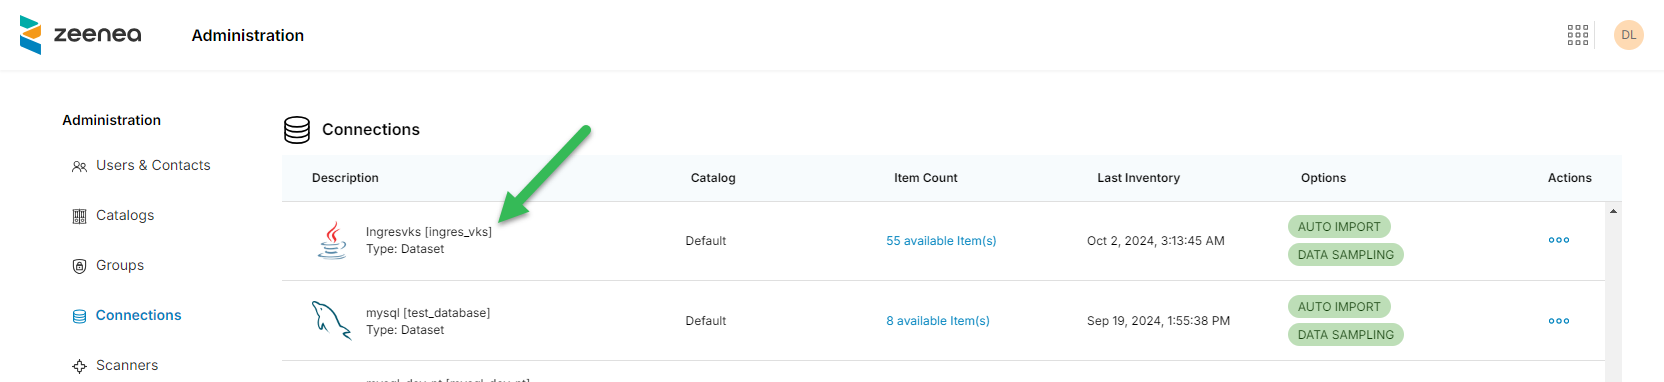 zeenea
Administration
DL
Administration
Users & Contacts
Catalogs
Groups
Connections
Scanners
Connections
Description Catalog Item Count Last Inventory Options Actions
Ingresvks [ingres_vks]
Type: Dataset
Default
55 available Item(s)
Oct 2, 2024, 3:13:45 AM
AUTO IMPORT
DATA SAMPLING
mysql [test_database]
Type: Dataset
Default
8 available Item(s)
Sep 19, 2024, 1:55:38 PM
AUTO IMPORT
DATA SAMPLING